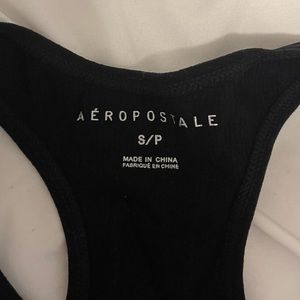 AÉROPOSTALE
S/P
MADE IN CHINA
FABRIQUÉ EN CHINE